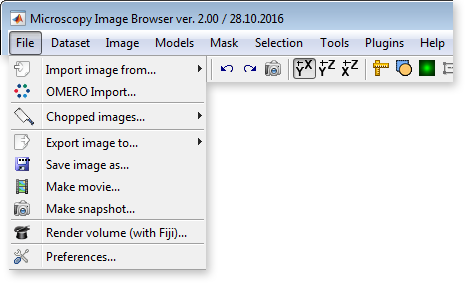 Microscopy Image Browser ver. 2.00 / 28.10.2016
File Dataset Image Models Mask Selection Tools Plugins Help
Import image from...
OMERO Import...
Chopped images...
Export image to...
Save image as...
Make movie...
Make snapshot...
Render volume (with Fiji)...
Preferences...